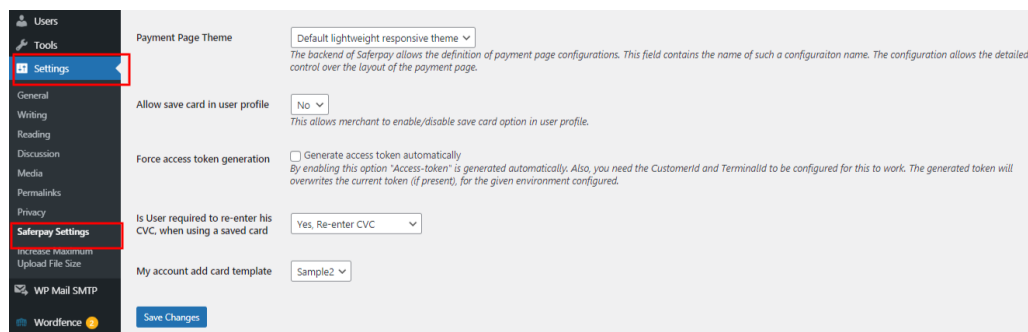 Users
Tools
Settings
General
Writing
Reading
Discussion
Media
Permalinks
Privacy
Saferpay Settings
Increase Maximum
Upload File Size
WP Mail SMTP
Wordfence 2
Payment Page Theme
Default lightweight responsive theme
The backend of Saferpay allows the definition of payment page configurations. This field contains the name of such a configuraiton name. The configuration allows the detailed
control over the layout of the payment page.
Allow save card in user profile
No
This allows merchant to enable/disable save card option in user profile.
Force access token generation
Generate access token automatically
By enabling this option "Access-token" is generated automatically. Also, you need the CustomerId and TerminalId to be configured for this to work. The generated token will
overwrites the current token (if present), for the given environment configured.
Is User required to re-enter his
CVC, when using a saved card
Yes, Re-enter CVC
My account add card template
Sample2
Save Changes